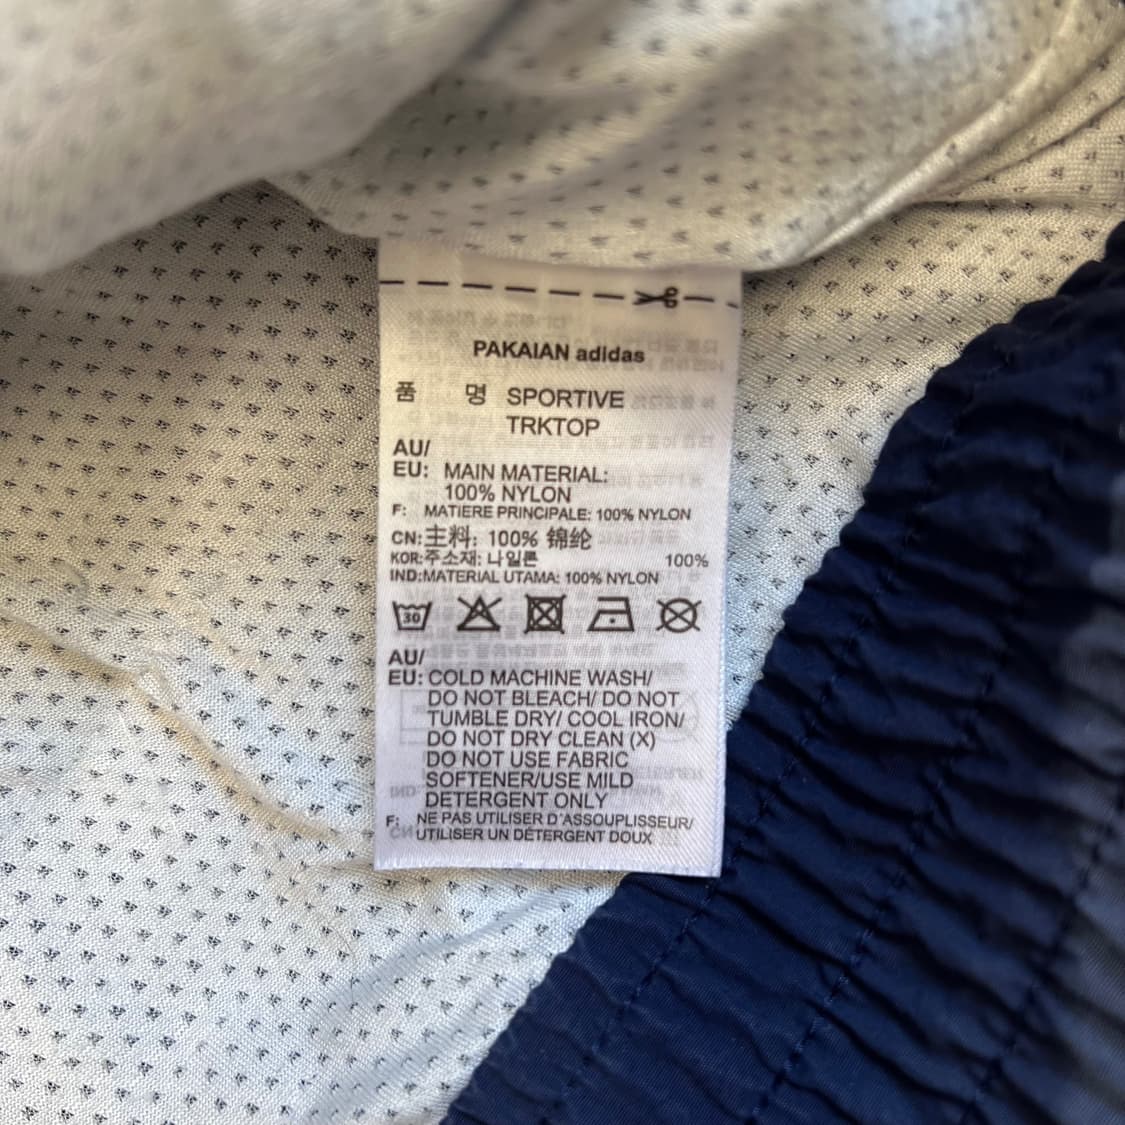 PAKAIAN adidas
품 명 SPORTIVE
TRKTOP
AU/
EU: MAIN MATERIAL:
100% NYLON
F: MATIERE PRINCIPALE: 100% NYLON
CN:主料: 100% 锦纶
KOR:주소재: 나일론 100%
IND:MATERIAL UTAMA: 100% NYLON
30
AU/
EU: COLD MACHINE WASH/
DO NOT BLEACH/ DO NOT
TUMBLE DRY/ COOL IRON/
DO NOT DRY CLEAN (X)
DO NOT USE FABRIC
SOFTENER/USE MILD
DETERGENT ONLY
F: NE PAS UTILISER D'ASSOUPLISSEUR/
UTILISER UN DÉTERGENT DOUX